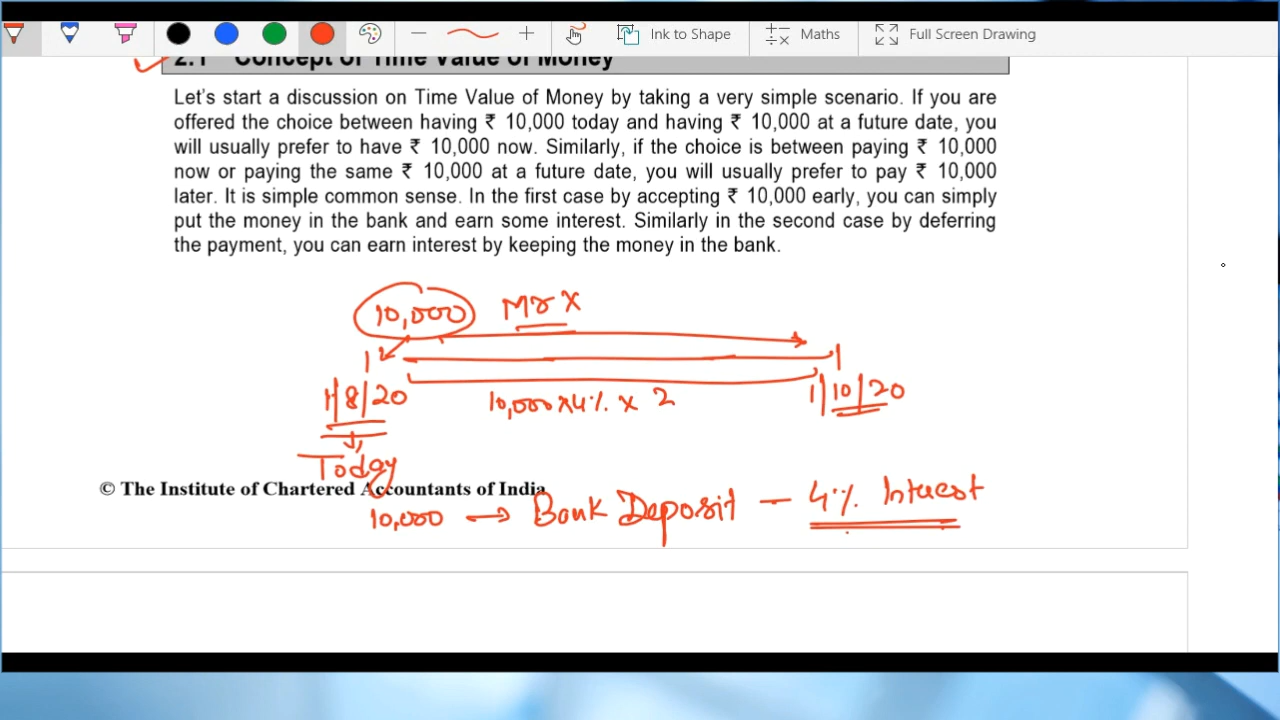 Ink to Shape Maths Full Screen Drawing
2.1 Concept of Time Value of Money
Let's start a discussion on Time Value of Money by taking a very simple scenario. If you are
offered the choice between having ₹ 10,000 today and having ₹ 10,000 at a future date, you
will usually prefer to have ₹ 10,000 now. Similarly, if the choice is between paying ₹ 10,000
now or paying the same ₹ 10,000 at a future date, you will usually prefer to pay ₹ 10,000
later. It is simple common sense. In the first case by accepting ₹ 10,000 early, you can simply
put the money in the bank and earn some interest. Similarly in the second case by deferring
the payment, you can earn interest by keeping the money in the bank.
10,000 Mr X
1/8/20 10,000 x 4% x 2 1/10/20
Today
© The Institute of Chartered Accountants of India
10,000 → Bank Deposit - 4% Interest